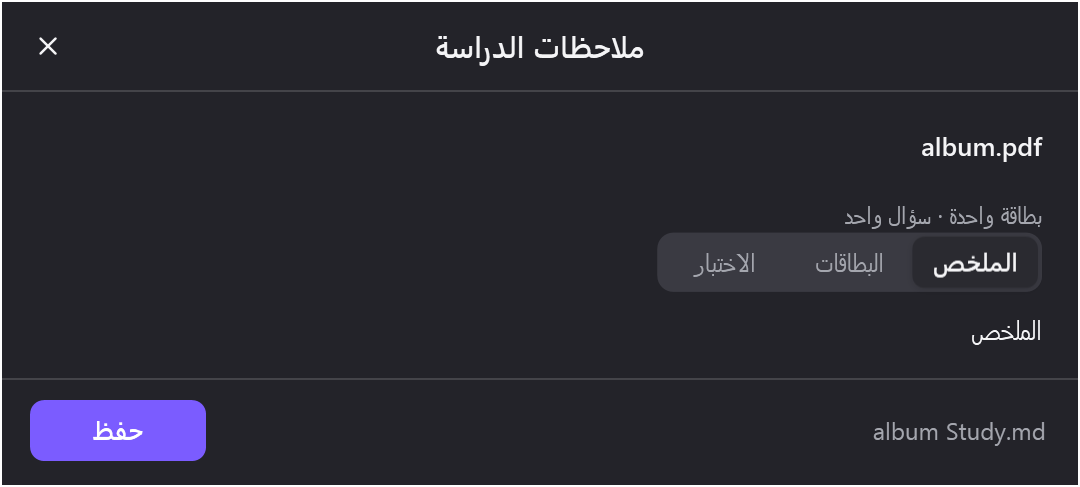 ملاحظات الدراسة
album.pdf
بطاقة واحدة · سؤال واحد
الملخص البطاقات الاختبار
الملخص
album Study.md حفظ